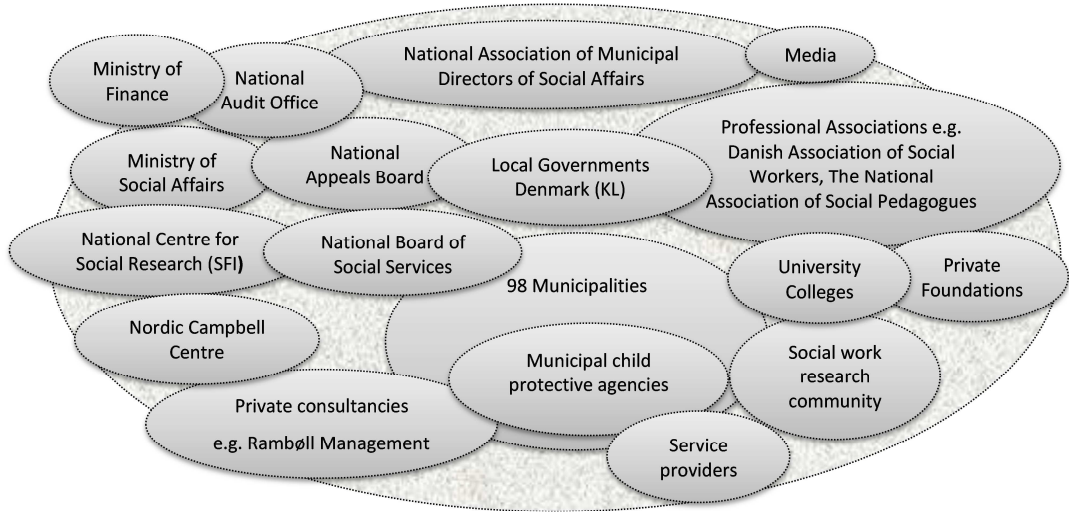 Ministry of
Finance
National
Audit Office
National Association of Municipal
Directors of Social Affairs
Media
Ministry of
Social Affairs
National
Appeals Board
Local Governments
Denmark (KL)
Professional Associations e.g.
Danish Association of Social
Workers, The National
Association of Social Pedagogues
National Centre for
Social Research (SFI)
National Board of
Social Services
98 Municipalities
University
Colleges
Private
Foundations
Nordic Campbell
Centre
Municipal child
protective agencies
Social work
research
community
Private consultancies
e.g. Rambøll Management
Service
providers